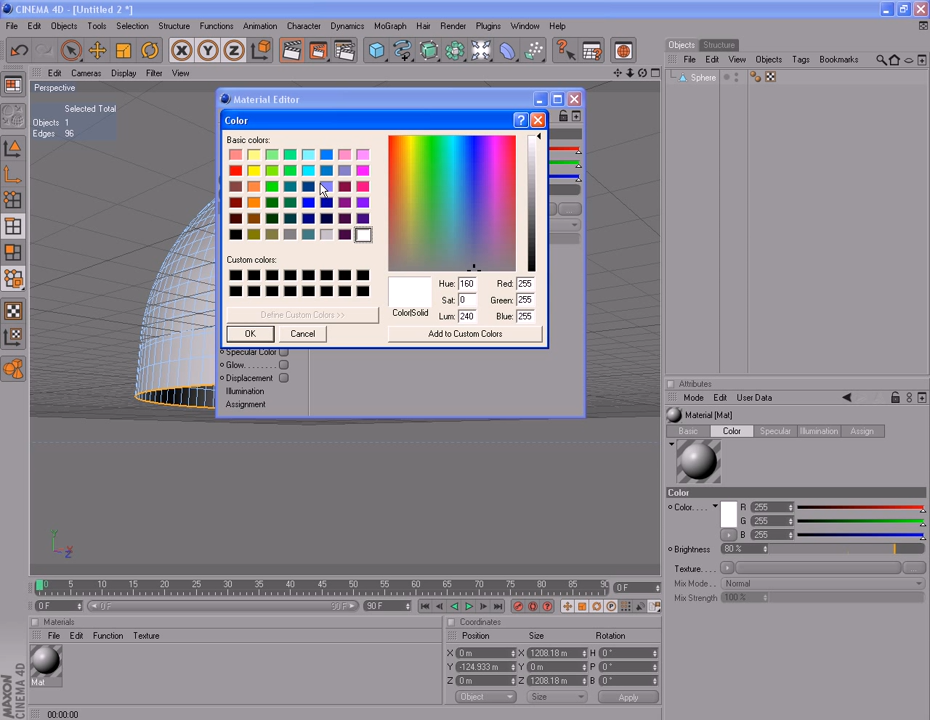 CINEMA 4D - [Untitled 2 *]
File Edit Objects Tools Selection Structure Functions Animation Character Dynamics MoGraph Hair Render Plugins Window Help
Edit Cameras Display Filter View
Perspective
Selected Total
Objects 1
Edges 96
Material Editor
Color
Basic colors:
Custom colors:
Define Custom Colors >>
OK Cancel
Hue: 160 Red: 255
Sat: 0 Green: 255
Color|Solid
Lum: 240 Blue: 255
Add to Custom Colors
Specular Color
Glow
Displacement
Illumination
Assignment
Objects Structure
File Edit View Objects Tags Bookmarks
Sphere
Attributes
Mode Edit User Data
Material [Mat]
Basic Color Specular Illumination Assign
Color
Color. . . . R 255
G 255
B 255
Brightness 80 %
Texture. . . .
Mix Mode . . Normal
Mix Strength 100 %
0 5 10 15 20 25 30 35 40 45 50 55 60 65 70 75 80 85 90 0 F
0 F 0 F 90 F 90 F
Materials
File Edit Function Texture
Mat
Coordinates
Position Size Rotation
X 0 m X 1208.18 m H 0 °
Y -124.933 m Y 0 m P 0 °
Z 0 m Z 1208.18 m B 0 °
Object Size Apply
MAXON
CINEMA 4D
00:00:00